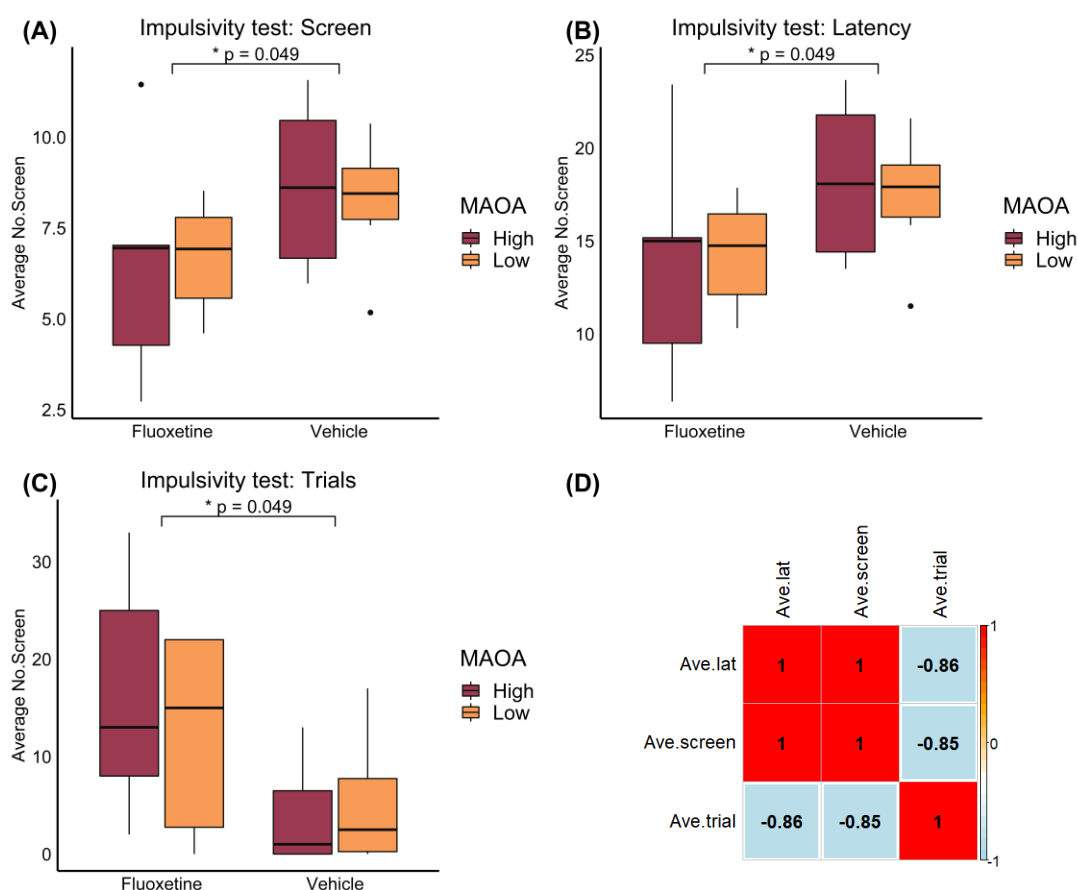 (A)
Impulsivity test: Screen
* p = 0.049
Average No.Screen
10.0
7.5
5.0
2.5
Fluoxetine
Vehicle
MAOA
High
Low
(B)
Impulsivity test: Latency
* p = 0.049
Average No.Screen
25
20
15
10
Fluoxetine
Vehicle
MAOA
High
Low
(C)
Impulsivity test: Trials
* p = 0.049
Average No.Screen
30
20
10
0
Fluoxetine
Vehicle
MAOA
High
Low
(D)
Ave.lat
Ave.screen
Ave.trial
Ave.lat
1
1
-0.86
Ave.screen
1
1
-0.85
Ave.trial
-0.86
-0.85
1
1
0
-1